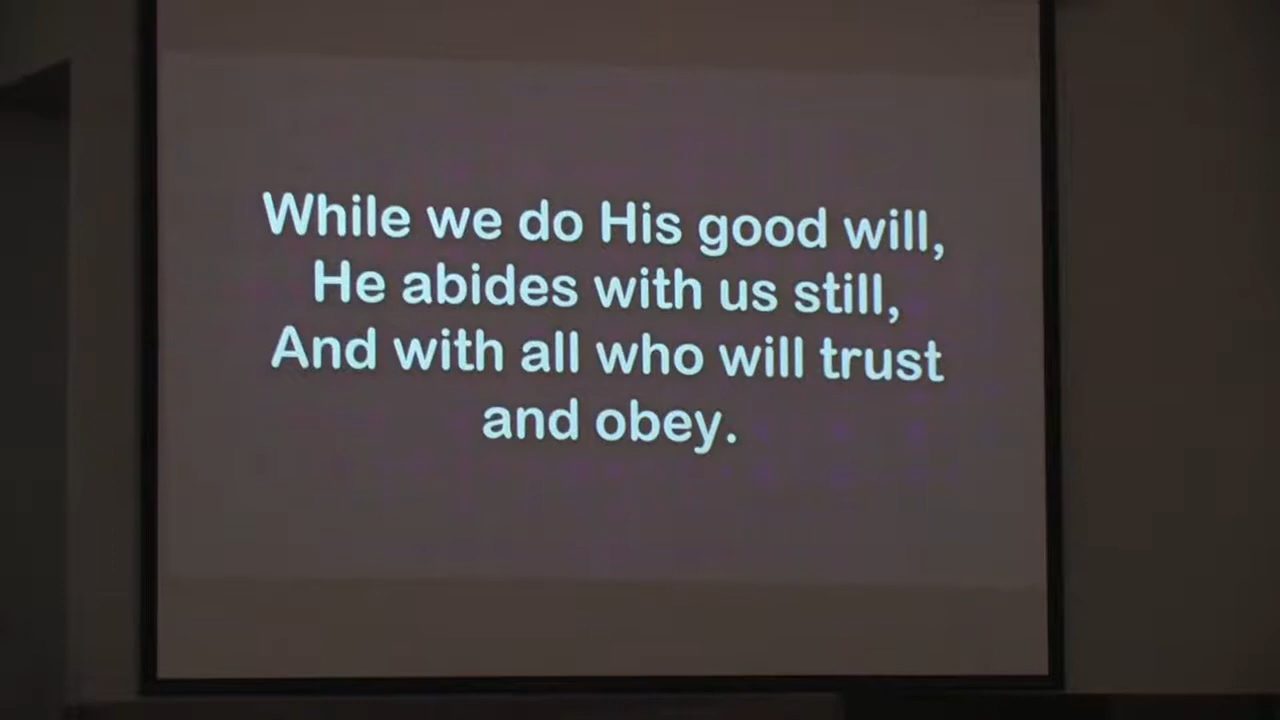 While we do His good will,
He abides with us still,
And with all who will trust
and obey.